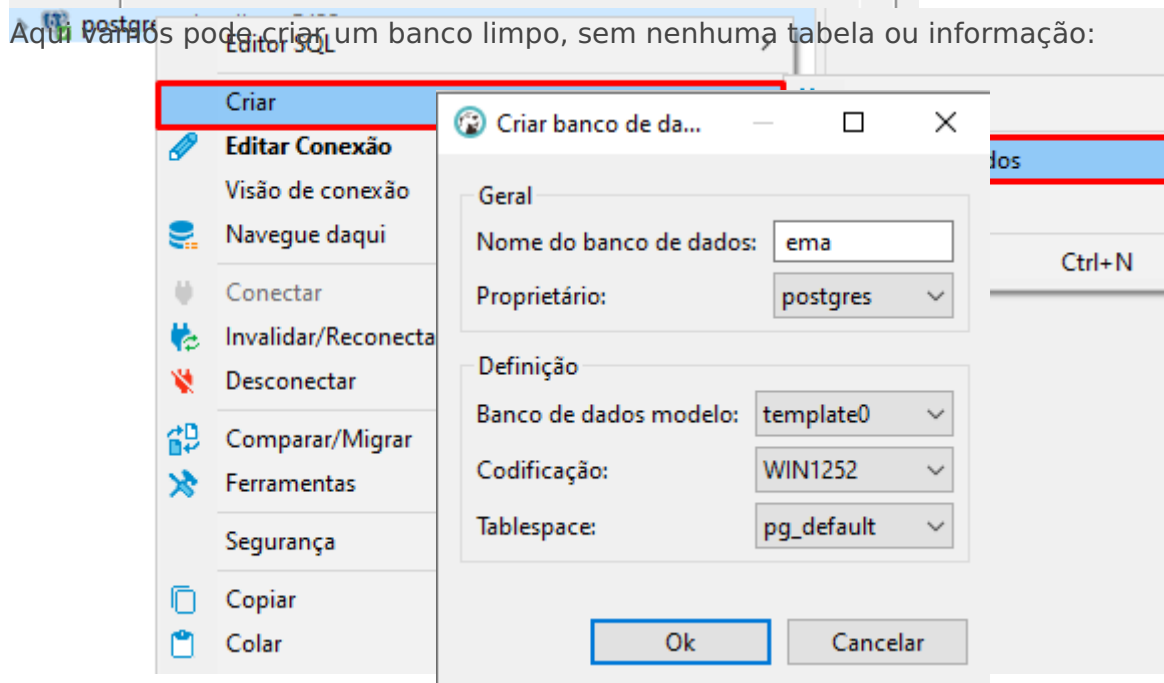 Aqui vamos pode criar um banco limpo, sem nenhuma tabela ou informação:
Editor SQL
Criar
Editar Conexão
Visão de conexão
Navegue daqui
Conectar
Invalidar/Reconecta
Desconectar
Comparar/Migrar
Ferramentas
Segurança
Copiar
Colar
Criar banco de da...
Geral
Nome do banco de dados: ema
Proprietário: postgres
Definição
Banco de dados modelo: template0
Codificação: WIN1252
Tablespace: pg_default
Ok Cancelar
dos
Ctrl+N